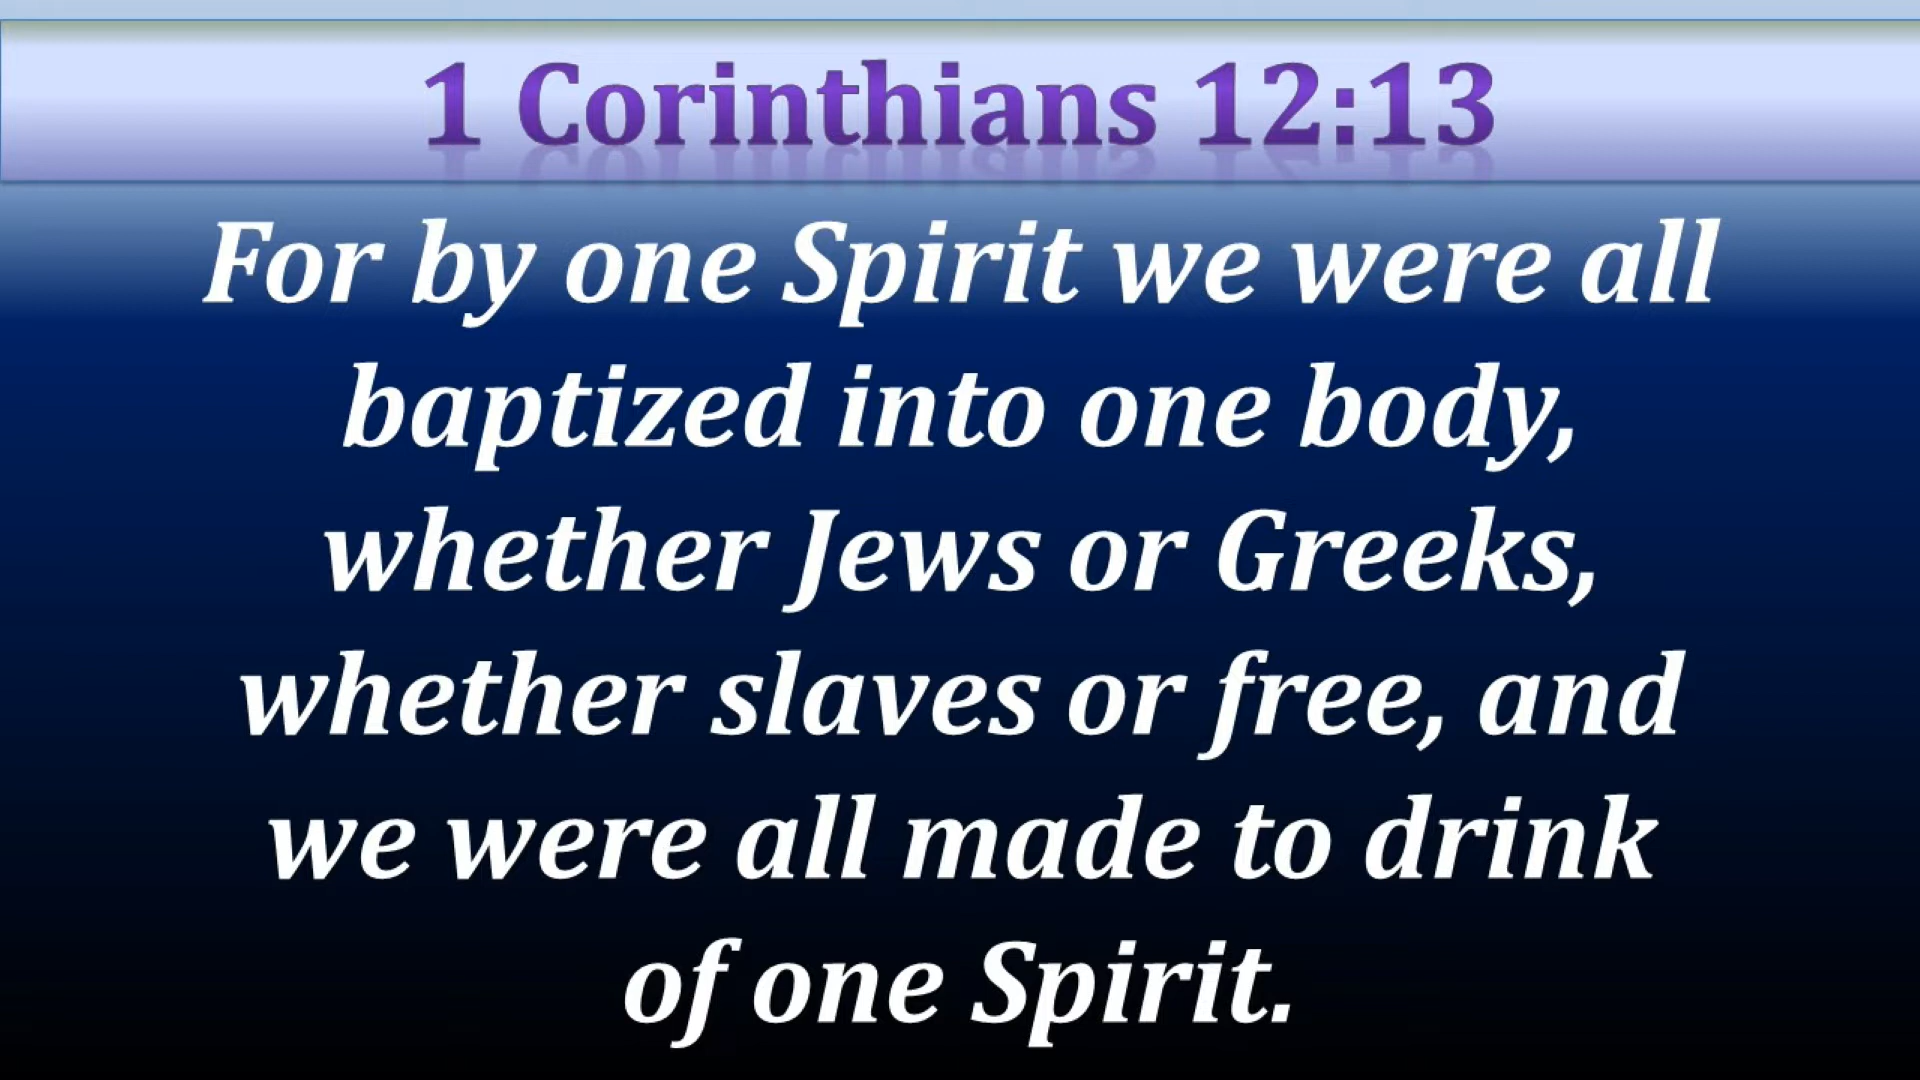 1 Corinthians 12:13
For by one Spirit we were all
baptized into one body,
whether Jews or Greeks,
whether slaves or free, and
we were all made to drink
of one Spirit.